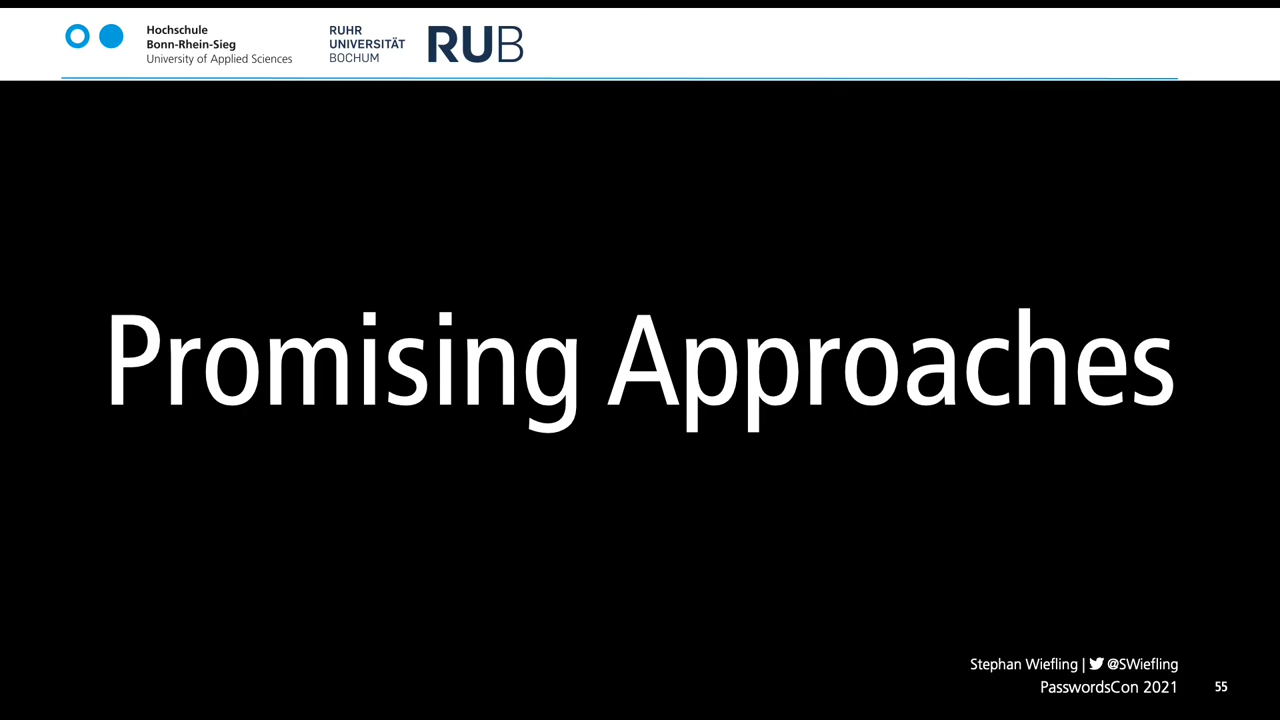 Hochschule
Bonn-Rhein-Sieg
University of Applied Sciences
RUHR
UNIVERSITÄT
BOCHUM
RUB
Promising Approaches
Stephan Wiefling | @SWiefling
PasswordsCon 2021
55